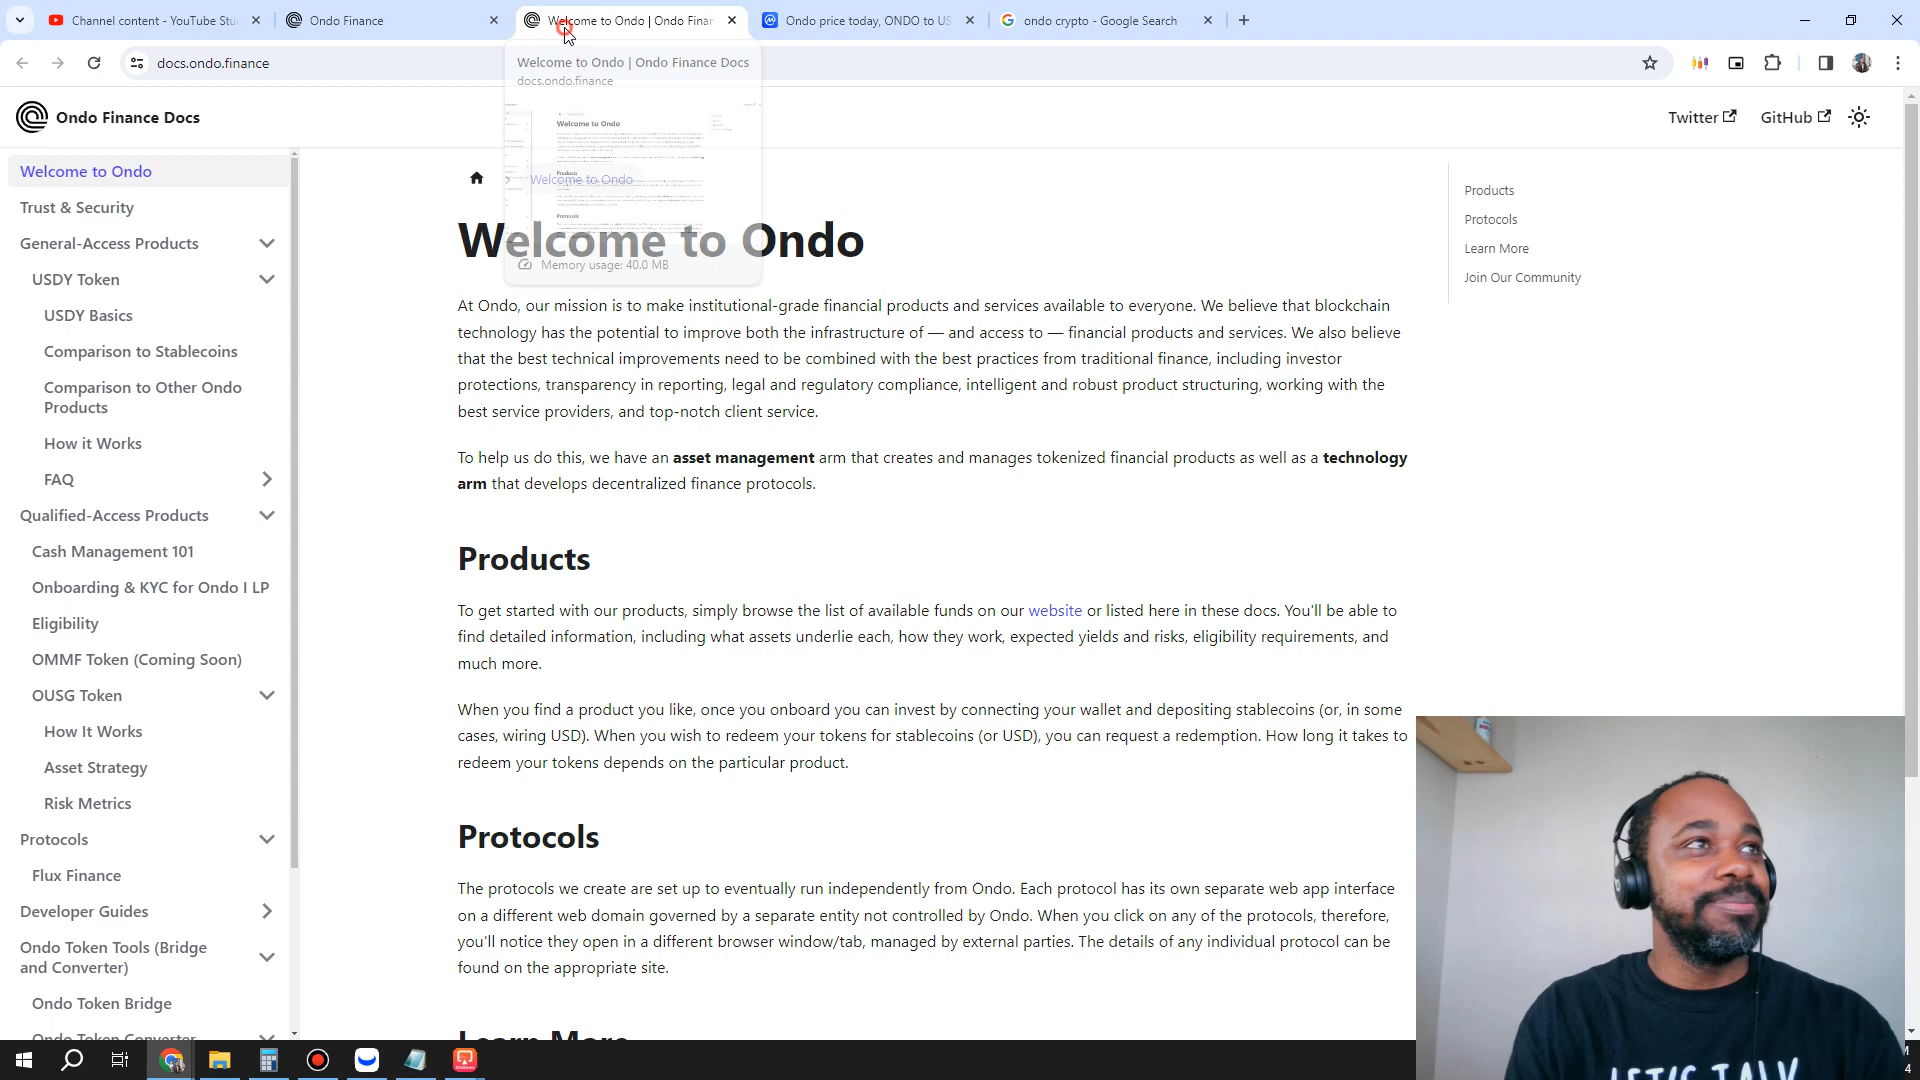 Channel content - YouTube Stu
Ondo Finance
Welcome to Ondo | Ondo Finan
Ondo price today, ONDO to US
ondo crypto - Google Search
docs.ondo.finance
Welcome to Ondo | Ondo Finance Docs
docs.ondo.finance
Memory usage: 40.0 MB
Ondo Finance Docs
Twitter
GitHub
Welcome to Ondo
Trust & Security
General-Access Products
USDY Token
USDY Basics
Comparison to Stablecoins
Comparison to Other Ondo
Products
How it Works
FAQ
Qualified-Access Products
Cash Management 101
Onboarding & KYC for Ondo I LP
Eligibility
OMMF Token (Coming Soon)
OUSG Token
How It Works
Asset Strategy
Risk Metrics
Protocols
Flux Finance
Developer Guides
Ondo Token Tools (Bridge
and Converter)
Ondo Token Bridge
Ondo Token Converter
Welcome to Ondo
Welcome to Ondo
At Ondo, our mission is to make institutional-grade financial products and services available to everyone. We believe that blockchain
technology has the potential to improve both the infrastructure of — and access to — financial products and services. We also believe
that the best technical improvements need to be combined with the best practices from traditional finance, including investor
protections, transparency in reporting, legal and regulatory compliance, intelligent and robust product structuring, working with the
best service providers, and top-notch client service.
To help us do this, we have an asset management arm that creates and manages tokenized financial products as well as a technology
arm that develops decentralized finance protocols.
Products
To get started with our products, simply browse the list of available funds on our website or listed here in these docs. You'll be able to
find detailed information, including what assets underlie each, how they work, expected yields and risks, eligibility requirements, and
much more.
When you find a product you like, once you onboard you can invest by connecting your wallet and depositing stablecoins (or, in some
cases, wiring USD). When you wish to redeem your tokens for stablecoins (or USD), you can request a redemption. How long it takes to
redeem your tokens depends on the particular product.
Protocols
The protocols we create are set up to eventually run independently from Ondo. Each protocol has its own separate web app interface
on a different web domain governed by a separate entity not controlled by Ondo. When you click on any of the protocols, therefore,
you'll notice they open in a different browser window/tab, managed by external parties. The details of any individual protocol can be
found on the appropriate site.
Learn More
Products
Protocols
Learn More
Join Our Community
LET'S TALK